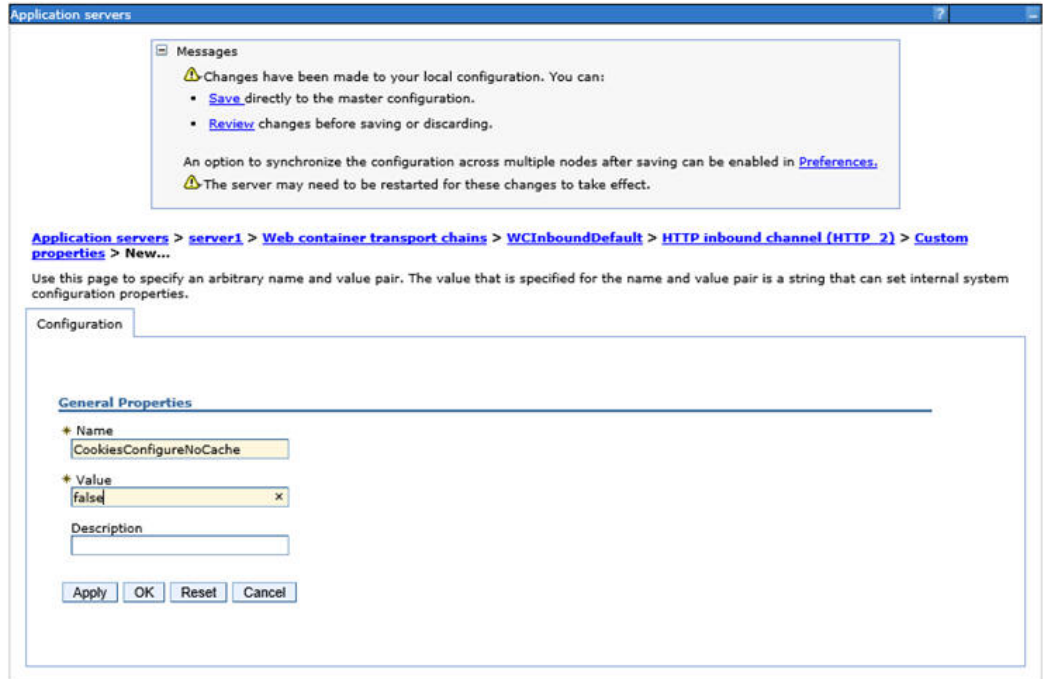 Application servers
?
Messages
Changes have been made to your local configuration. You can:
▪ Save directly to the master configuration.
▪ Review changes before saving or discarding.
An option to synchronize the configuration across multiple nodes after saving can be enabled in Preferences.
The server may need to be restarted for these changes to take effect.
Application servers > server1 > Web container transport chains > WCInboundDefault > HTTP inbound channel (HTTP_2) > Custom
properties > New...
Use this page to specify an arbitrary name and value pair. The value that is specified for the name and value pair is a string that can set internal system
configuration properties.
Configuration
General Properties
* Name
CookiesConfigureNoCache
* Value
false ×
Description
Apply OK Reset Cancel